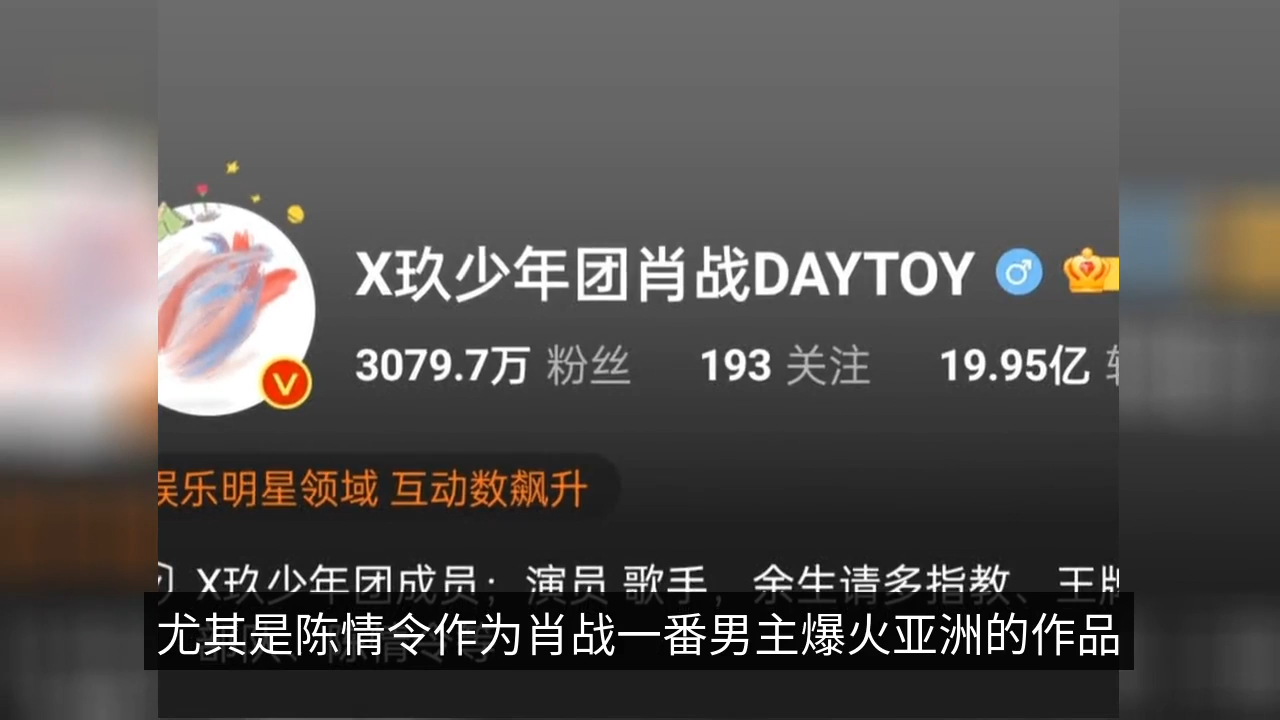 X玖少年团肖战DAYTOY
3079.7万 粉丝 193 关注 19.95亿
娱乐明星领域 互动数飙升
X玖少年团成员；演员 歌手，余生请多指教、王牌
尤其是陈情令作为肖战一番男主爆火亚洲的作品